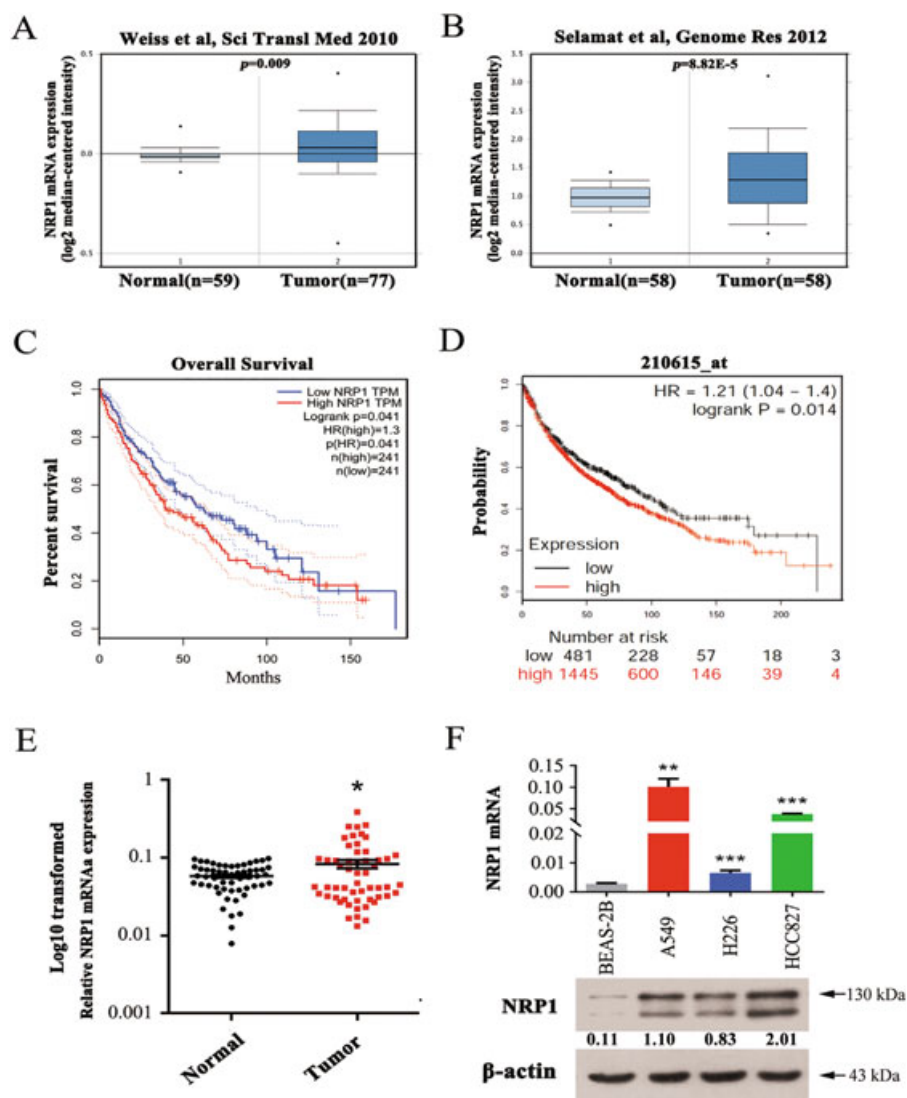 A
Weiss et al, Sci Transl Med 2010
p=0.009
NRP1 mRNA expression
(log2 median-centered intensity)
0.5
0.0
-0.5
1
2
Normal(n=59)
Tumor(n=77)
B
Selamat et al, Genome Res 2012
p=8.82E-5
NRP1 mRNA expression
(log2 median-centered intensity)
3.5
3.0
2.5
2.0
1.5
1.0
0.5
0.0
1
2
Normal(n=58)
Tumor(n=58)
C
Overall Survival
Low NRP1 TPM
High NRP1 TPM
Logrank p=0.041
HR(high)=1.3
p(HR)=0.041
n(high)=241
n(low)=241
Percent survival
1.0
0.8
0.6
0.4
0.2
0.0
0 50 100 150
Months
D
210615_at
HR = 1.21 (1.04 – 1.4)
logrank P = 0.014
Probability
1.0
0.8
0.6
0.4
0.2
0.0
Expression
low
high
0 50 100 150 200
Number at risk
low 481 228 57 18 3
high 1445 600 146 39 4
E
Log10 transformed
Relative NRP1 mRNAa expression
1
0.1
0.01
0.001
*
Normal
Tumor
F
NRP1 mRNA
0.15
0.10
0.05
0.02
0.01
0.00
** *** ***
BEAS-2B
A549
H226
HCC827
NRP1
130 kDa
0.11 1.10 0.83 2.01
β-actin
43 kDa